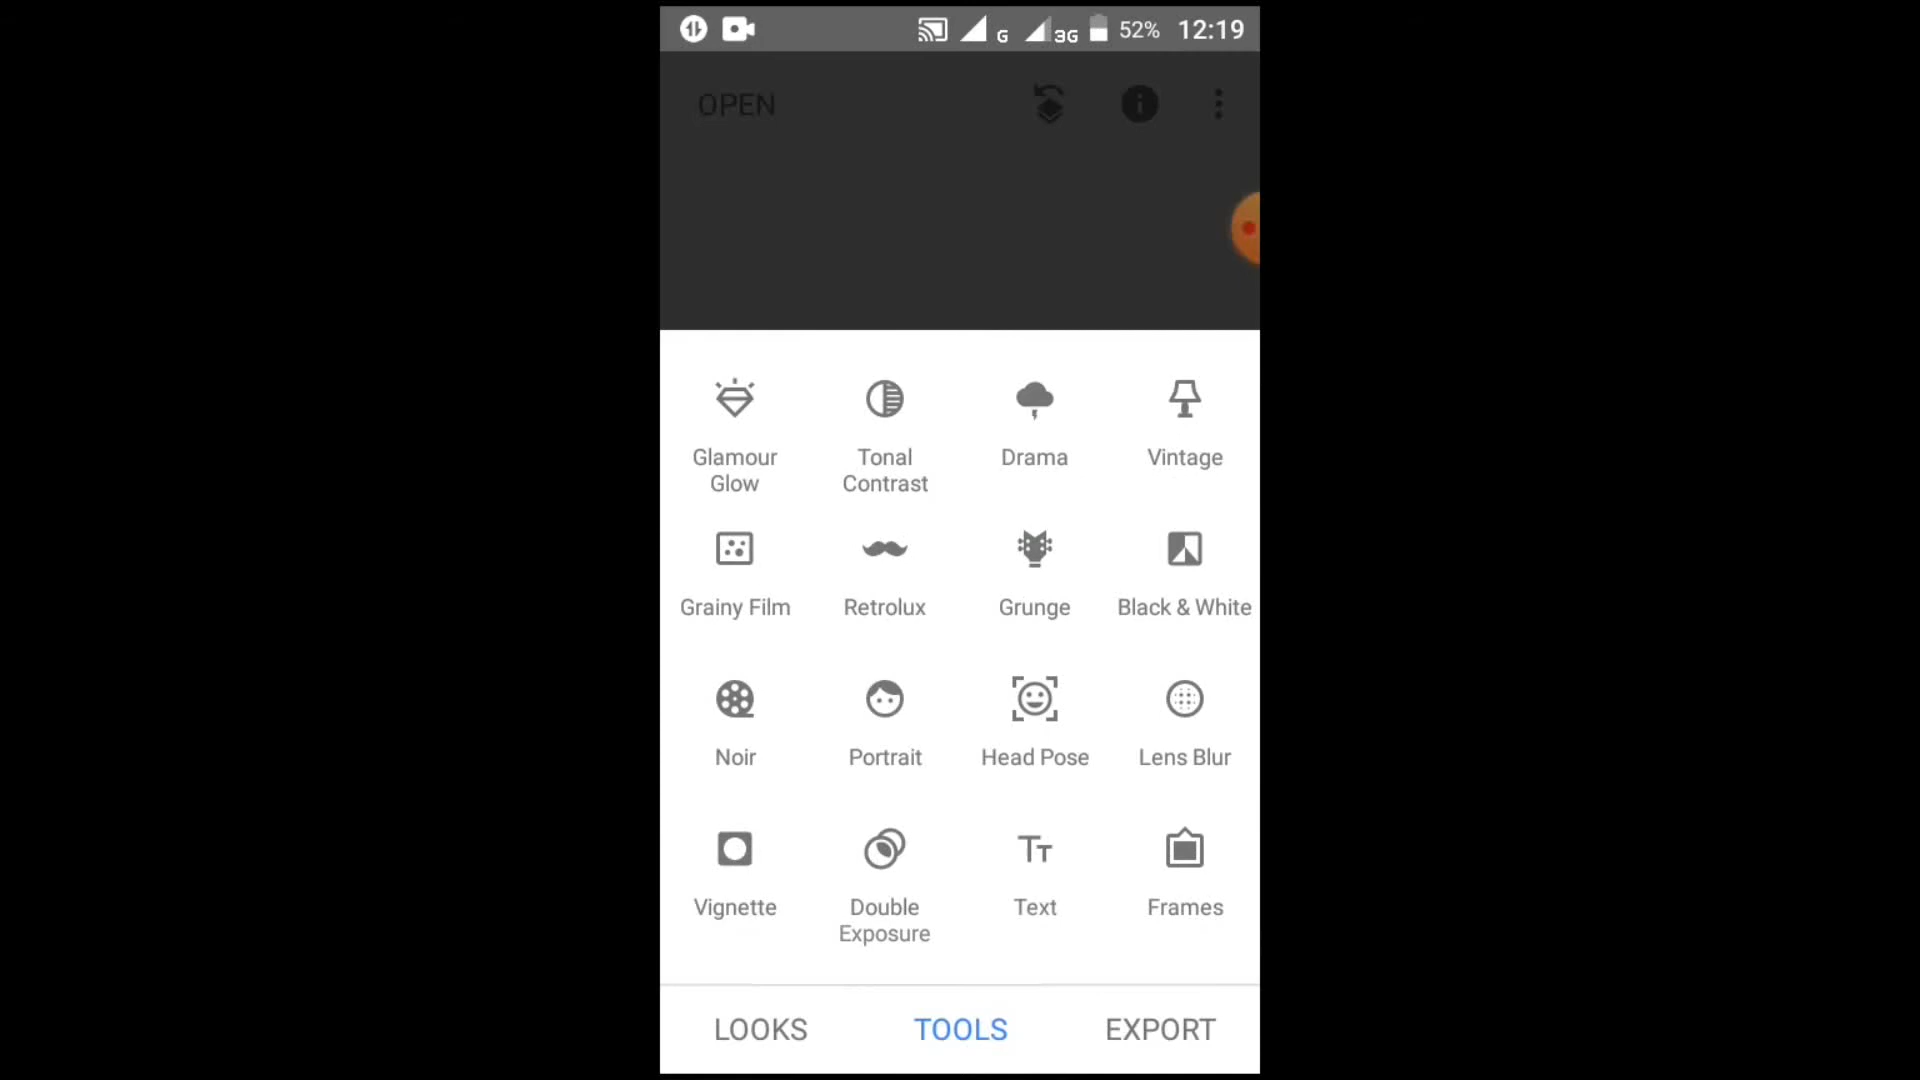 G 3G 52% 12:19
OPEN
Glamour Glow
Tonal Contrast
Drama
Vintage
Grainy Film
Retrolux
Grunge
Black & White
Noir
Portrait
Head Pose
Lens Blur
Vignette
Double Exposure
Text
Frames
LOOKS
TOOLS
EXPORT